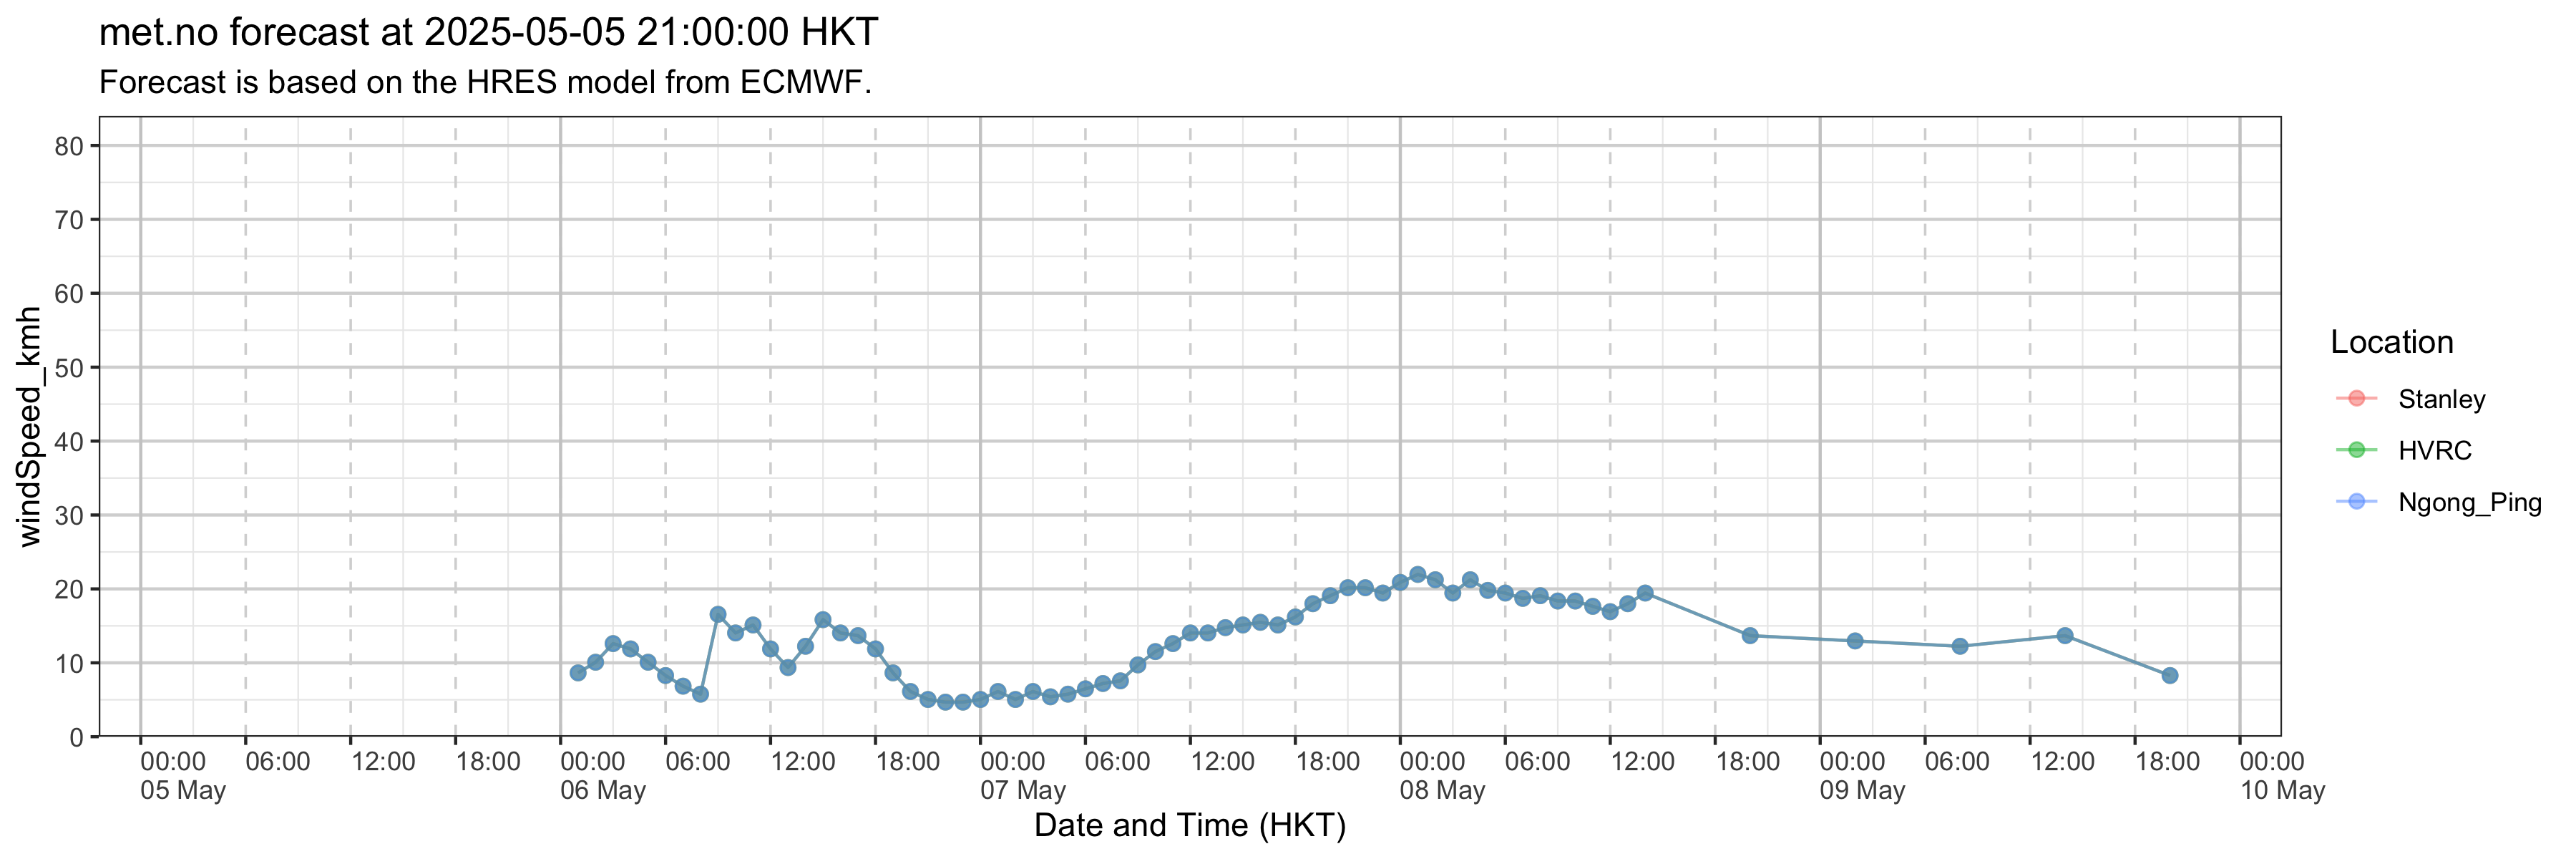 met.no forecast at 2025-05-05 21:00:00 HKT
Forecast is based on the HRES model from ECMWF.
windSpeed_kmh
80
70
60
50
40
30
20
10
0
00:00 06:00 12:00 18:00 00:00 06:00 12:00 18:00 00:00 06:00 12:00 18:00 00:00 06:00 12:00 18:00 00:00 06:00 12:00 18:00 00:00
05 May 06 May 07 May 08 May 09 May 10 May
Date and Time (HKT)
Location
Stanley
HVRC
Ngong_Ping